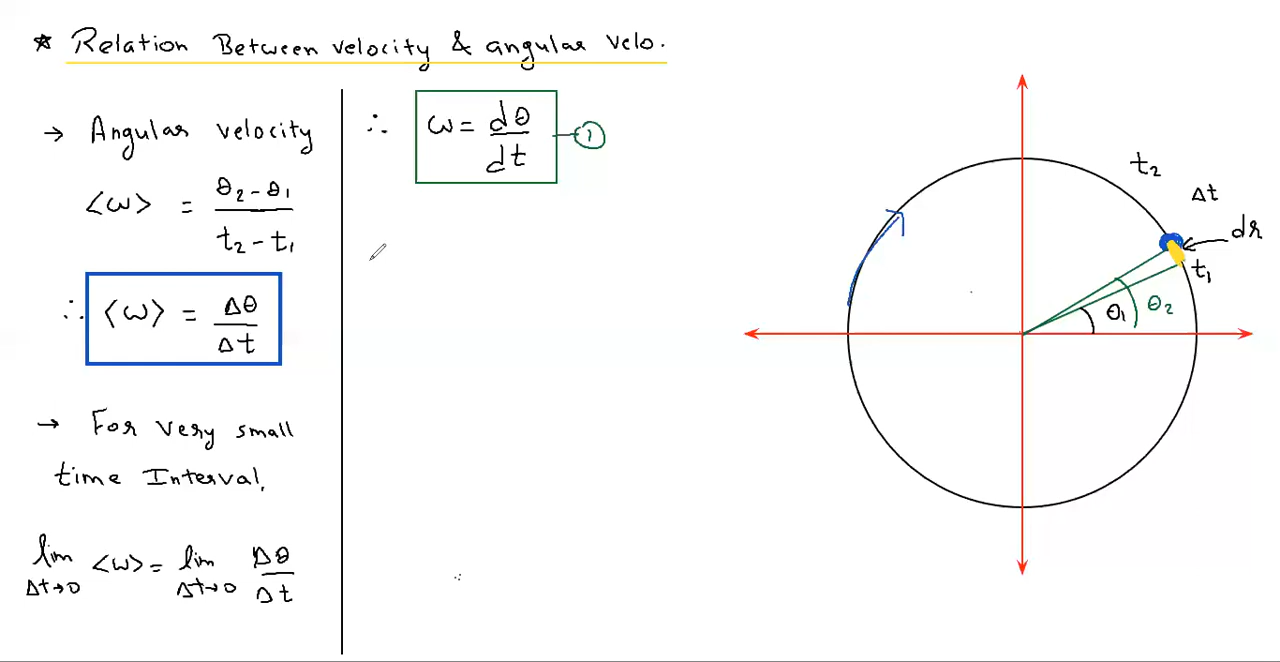 * Relation Between velocity & angular velo.
→ Angular velocity
<ω> = θ2-θ1 / t2-t1
∴ <ω> = Δθ / Δt
→ For very small
time Interval,
lim Δt→0 <ω> = lim Δt→0 Δθ / Δt
∴ ω = dθ / dt - ①
t2
Δt
dr
t1
θ1
θ2